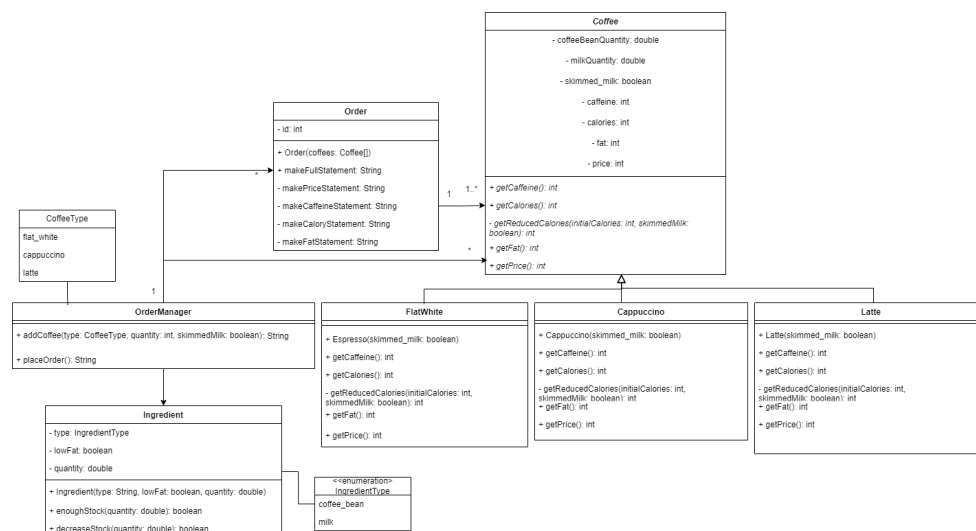 Coffee
- coffeeBeanQuantity: double
- milkQuantity: double
- skimmed_milk: boolean
- caffeine: int
- calories: int
- fat: int
- price: int
+ getCaffeine(): int
+ getCalories(): int
- getReducedCalories(initialCalories: int, skimmedMilk:
boolean): int
+ getFat(): int
+ getPrice(): int
Order
- id: int
+ Order(coffees: Coffee[])
+ makeFullStatement: String
- makePriceStatement: String
- makeCaffeineStatement: String
- makeCaloryStatement: String
- makeFatStatement: String
*
1
1..*
*
1
CoffeeType
flat_white
cappuccino
latte
OrderManager
+ addCoffee(type: CoffeeType, quantity: int, skimmedMilk: boolean): String
+ placeOrder(): String
FlatWhite
+ Espresso(skimmed_milk: boolean)
+ getCaffeine(): int
+ getCalories(): int
- getReducedCalories(initialCalories: int,
skimmedMilk: boolean): int
+ getFat(): int
+ getPrice(): int
Cappuccino
+ Cappuccino(skimmed_milk: boolean)
+ getCaffeine(): int
+ getCalories(): int
- getReducedCalories(initialCalories: int,
skimmedMilk: boolean): int
+ getFat(): int
+ getPrice(): int
Latte
+ Latte(skimmed_milk: boolean)
+ getCaffeine(): int
+ getCalories(): int
- getReducedCalories(initialCalories: int,
skimmedMilk: boolean): int
+ getFat(): int
+ getPrice(): int
Ingredient
- type: IngredientType
- lowFat: boolean
- quantity: double
+ Ingredient(type: String, lowFat: boolean, quantity: double)
+ enoughStock(quantity: double): boolean
+ decreaseStock(quantity: double): boolean
<<enumeration>
IngredientType
coffee_bean
milk